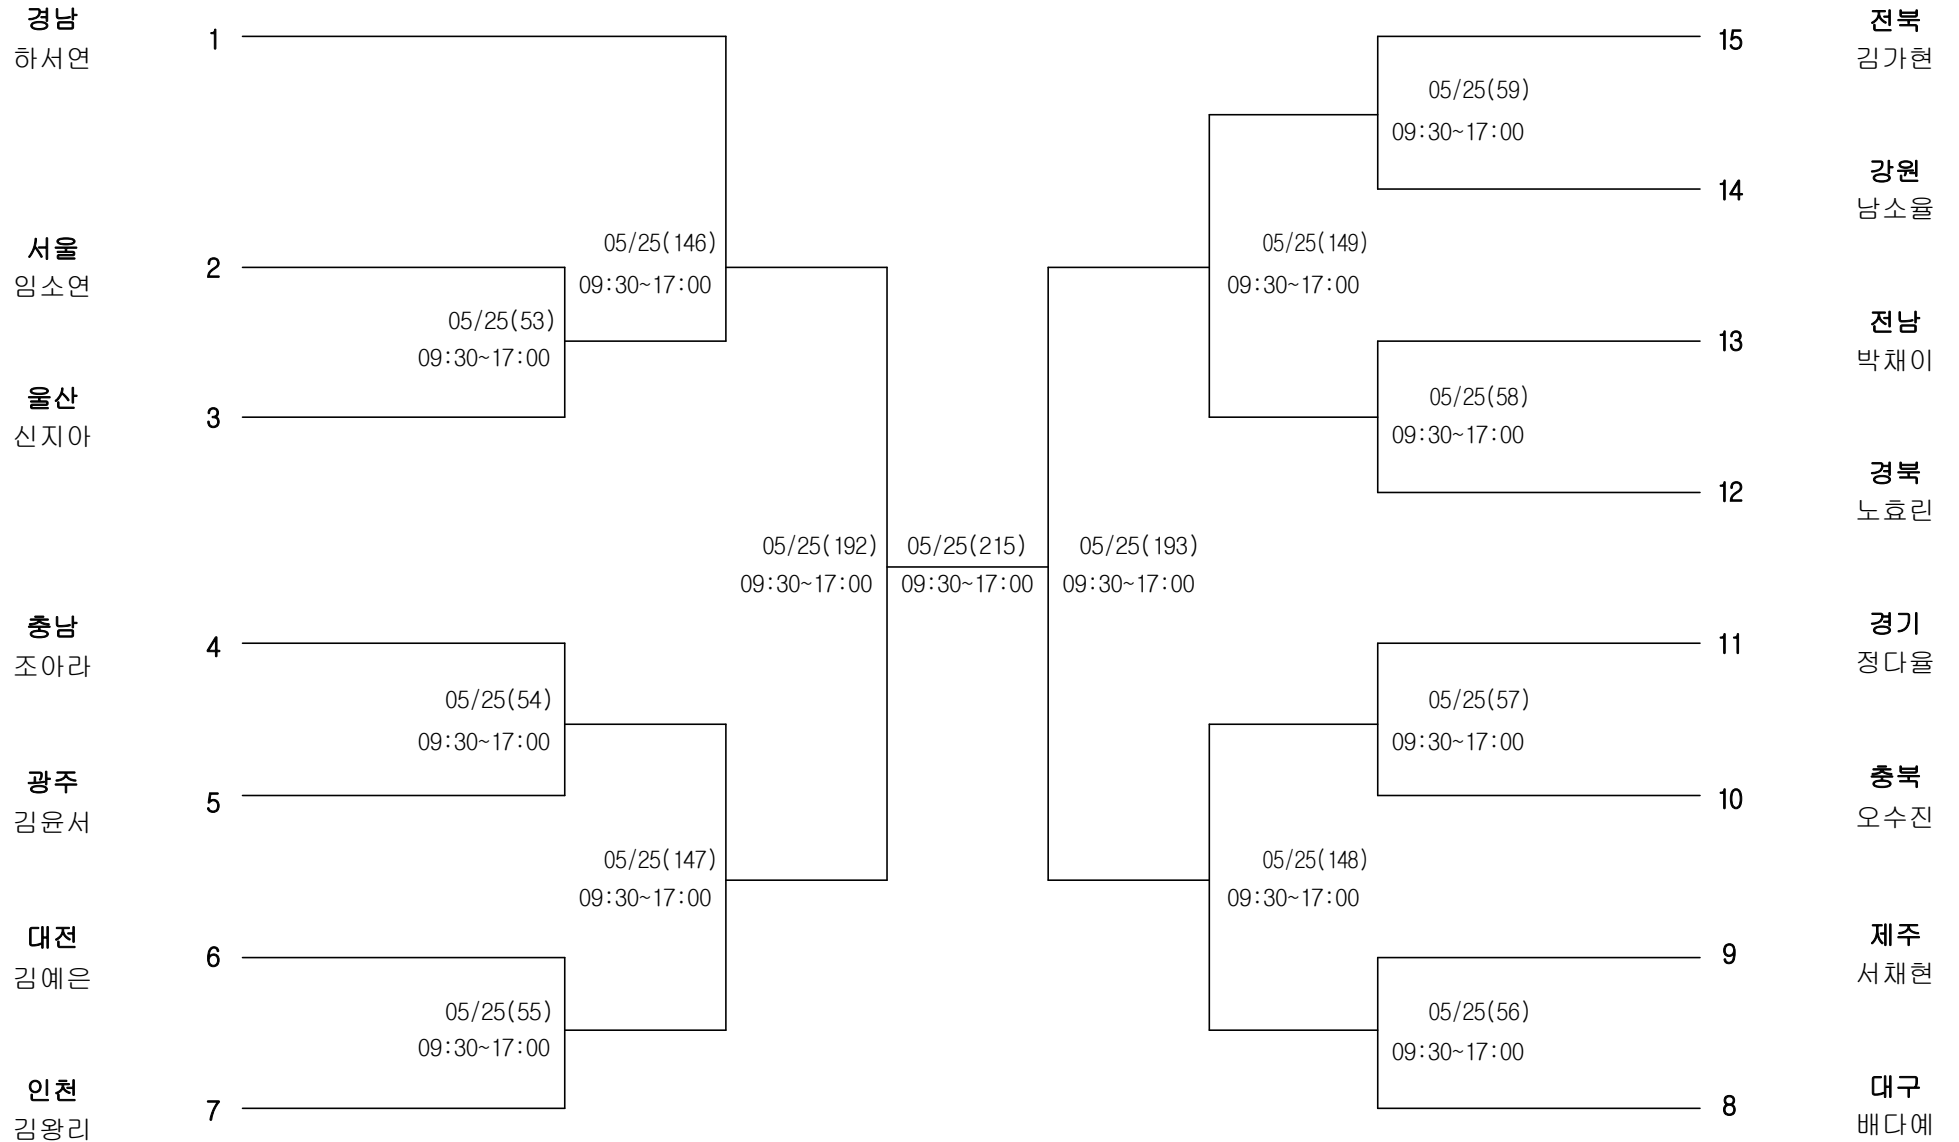 경남
하서연
1
서울
임소연
2
05/25(146)
09:30~17:00
05/25(53)
09:30~17:00
울산
신지아
3
05/25(192)
09:30~17:00
충남
조아라
4
05/25(54)
09:30~17:00
광주
김윤서
5
05/25(147)
09:30~17:00
대전
김예은
6
05/25(55)
09:30~17:00
인천
김왕리
7
05/25(215)
09:30~17:00
15
전북
김가현
05/25(59)
09:30~17:00
14
강원
남소율
05/25(149)
09:30~17:00
13
전남
박채이
05/25(58)
09:30~17:00
12
경북
노효린
05/25(193)
09:30~17:00
11
경기
정다율
05/25(57)
09:30~17:00
10
충북
오수진
05/25(148)
09:30~17:00
9
제주
서채현
05/25(56)
09:30~17:00
8
대구
배다예